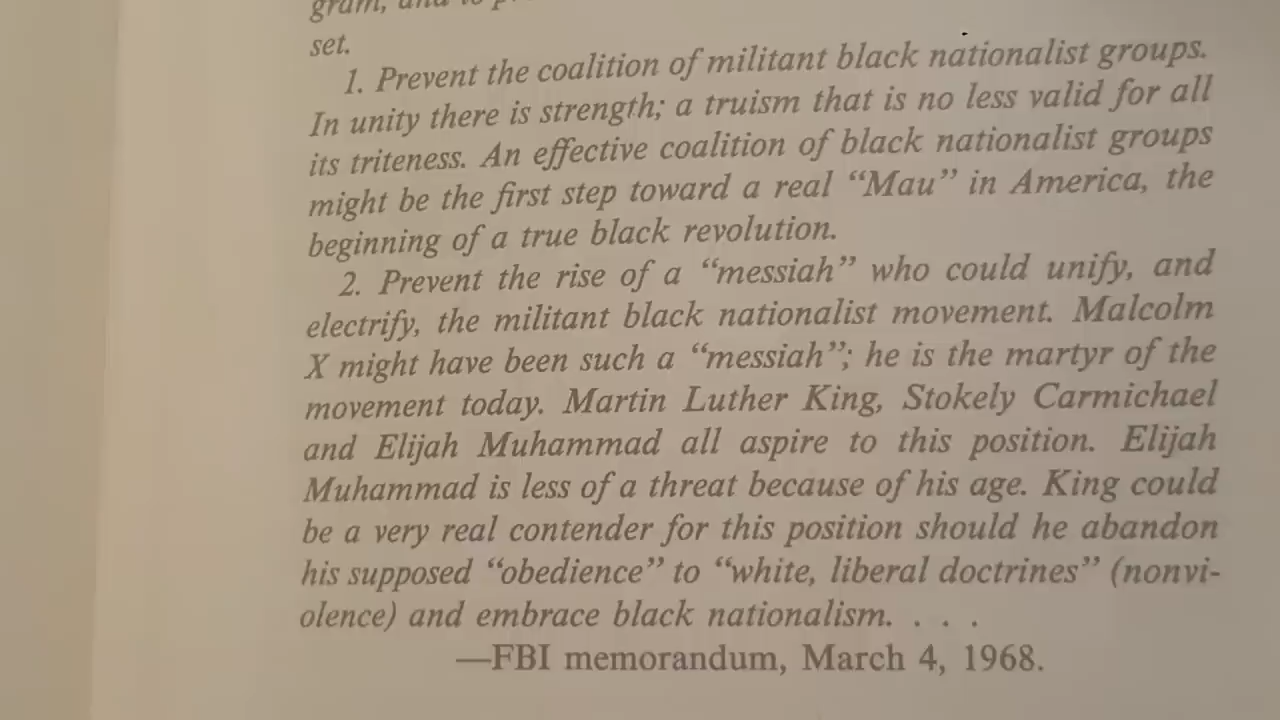 gram, and to
set.
1. Prevent the coalition of militant black nationalist groups.
In unity there is strength; a truism that is no less valid for all
its triteness. An effective coalition of black nationalist groups
might be the first step toward a real “Mau” in America, the
beginning of a true black revolution.
2. Prevent the rise of a “messiah” who could unify, and
electrify, the militant black nationalist movement. Malcolm
X might have been such a “messiah”; he is the martyr of the
movement today. Martin Luther King, Stokely Carmichael
and Elijah Muhammad all aspire to this position. Elijah
Muhammad is less of a threat because of his age. King could
be a very real contender for this position should he abandon
his supposed “obedience” to “white, liberal doctrines” (nonvi-
olence) and embrace black nationalism. . . .
—FBI memorandum, March 4, 1968.